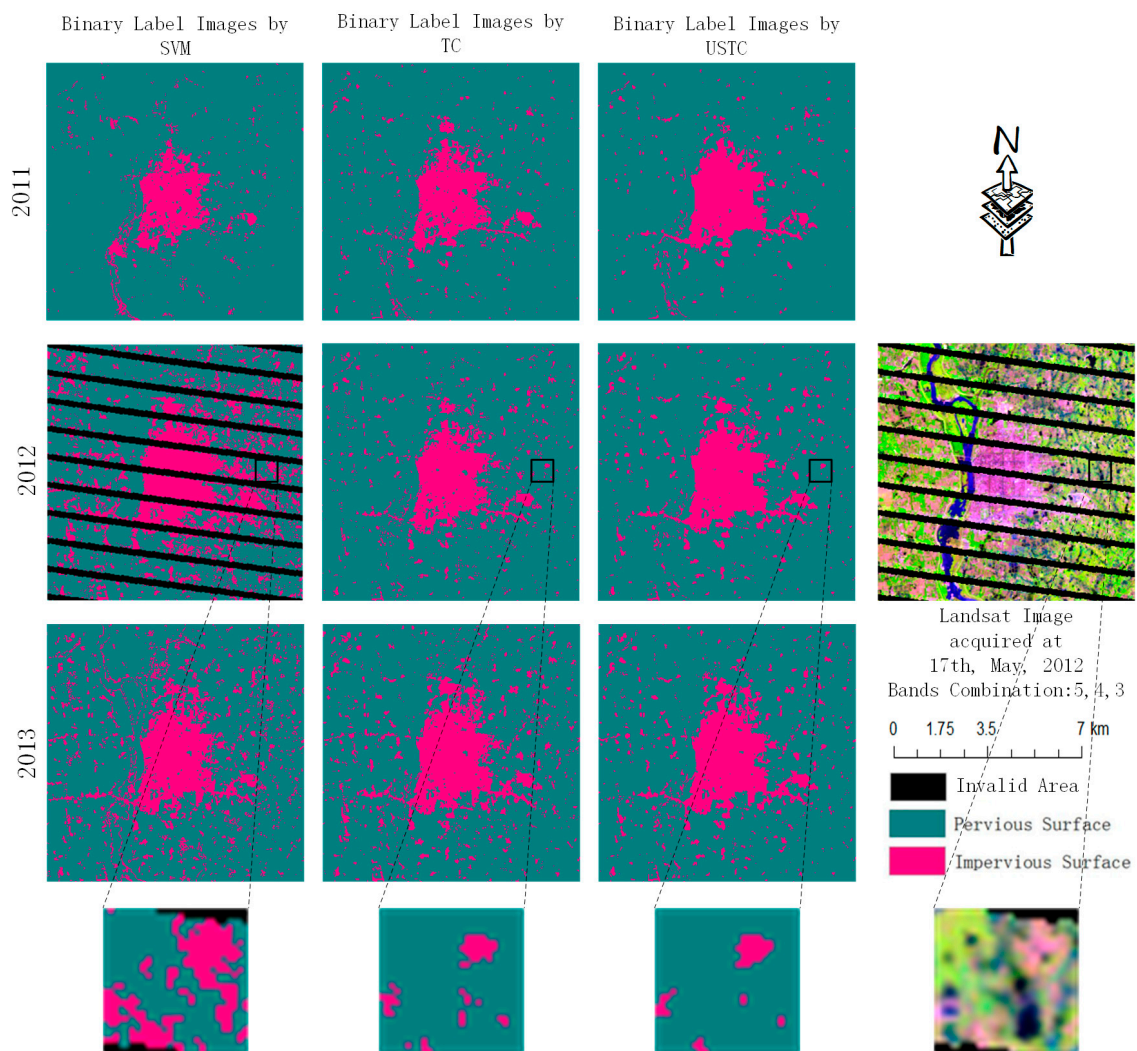 Binary Label Images by
SVM
Binary Label Images by
TC
Binary Label Images by
USTC
2011
N
2012
Landsat Image
acquired at
17th, May, 2012
Bands Combination:5,4,3
2013
0 1.75 3.5 7 km
Invalid Area
Pervious Surface
Impervious Surface